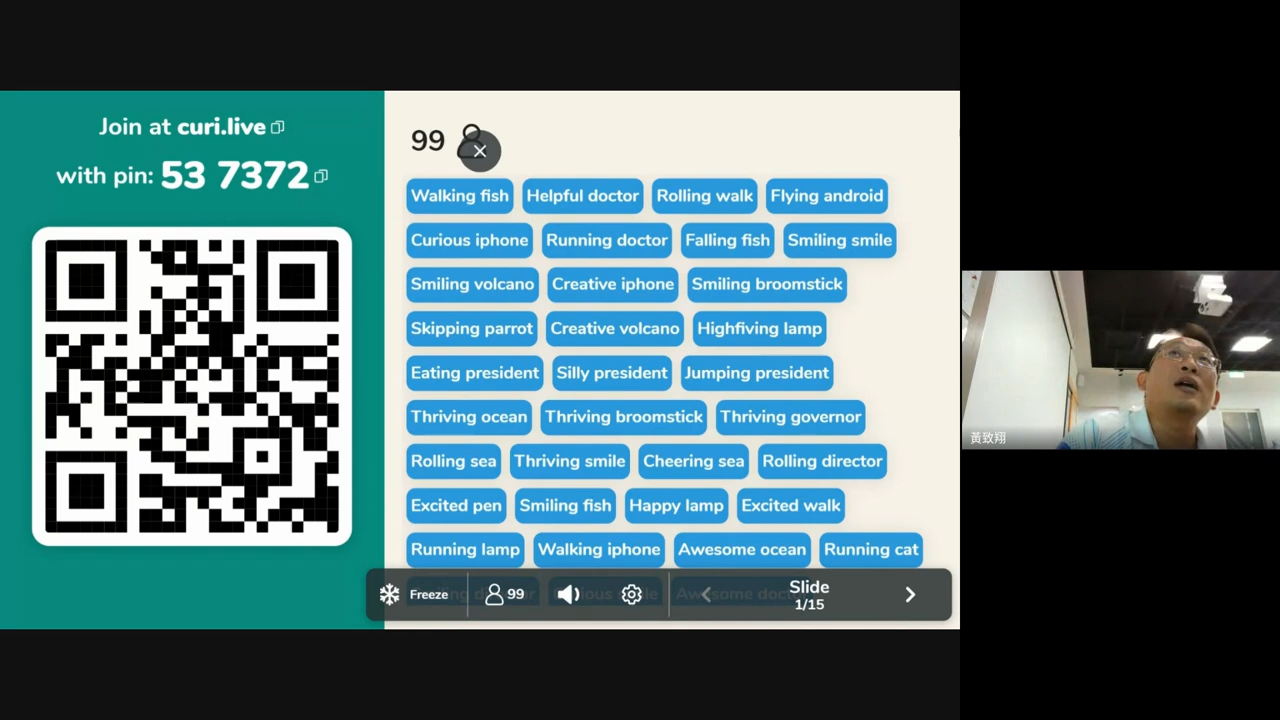 Join at curi.live
with pin: 53 7372
99
Walking fish Helpful doctor Rolling walk Flying android
Curious iphone Running doctor Falling fish Smiling smile
Smiling volcano Creative iphone Smiling broomstick
Skipping parrot Creative volcano Highfiving lamp
Eating president Silly president Jumping president
Thriving ocean Thriving broomstick Thriving governor
Rolling sea Thriving smile Cheering sea Rolling director
Excited pen Smiling fish Happy lamp Excited walk
Running lamp Walking iphone Awesome ocean Running cat
Freeze 99 Slide
1/15
黃致翔